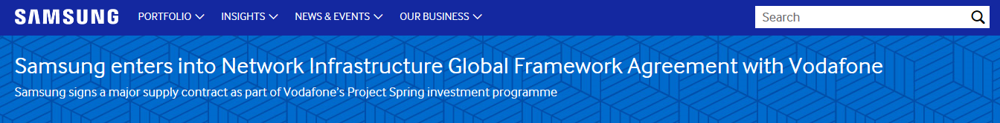 SAMSUNG PORTFOLIO INSIGHTS NEWS & EVENTS OUR BUSINESS Search
Samsung enters into Network Infrastructure Global Framework Agreement with Vodafone
Samsung signs a major supply contract as part of Vodafone's Project Spring investment programme